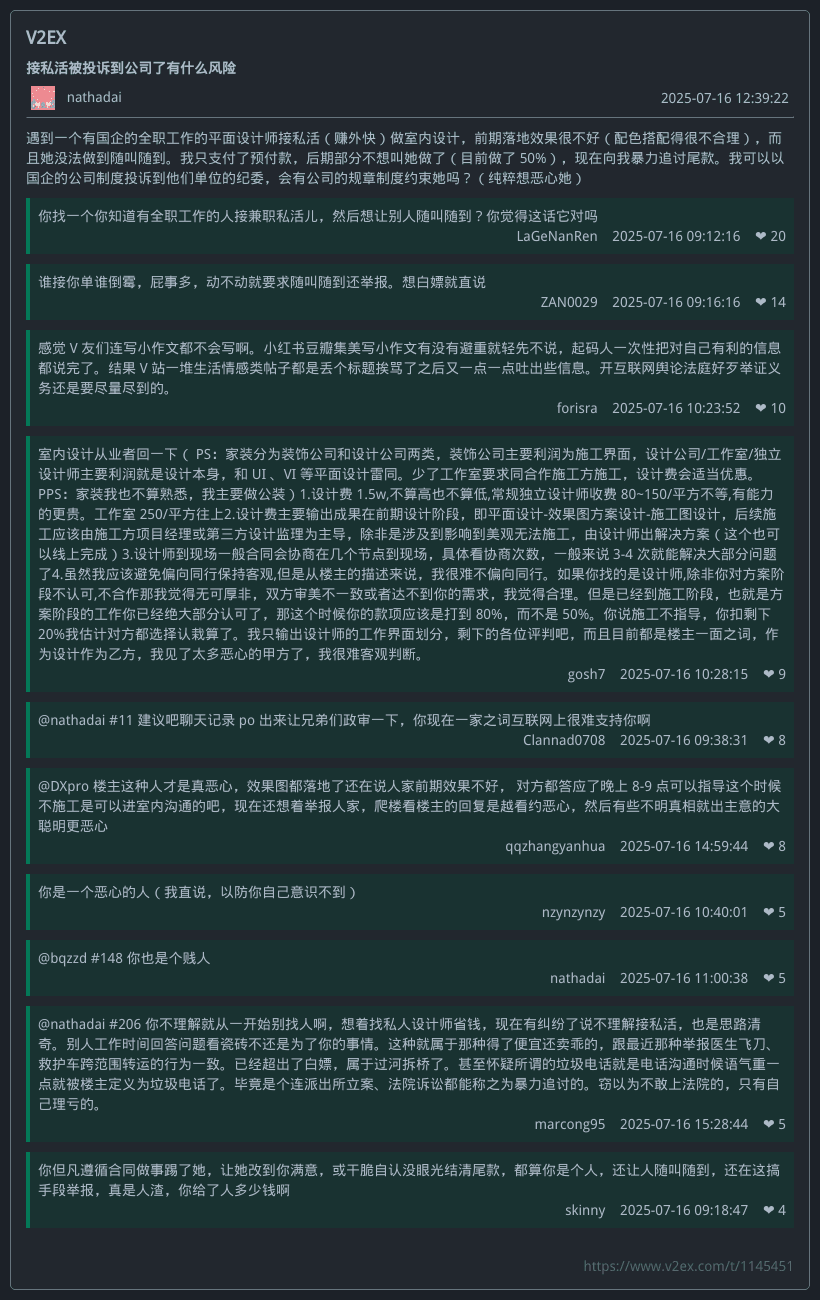 V2EX
接私活被投诉到公司了有什么风险
nathadai 2025-07-16 12:39:22
遇到一个有国企的全职工作的平面设计师接私活（赚外快）做室内设计，前期落地效果很不好（配色搭配得很不合理），而
且她没法做到随叫随到。我只支付了预付款，后期部分不想叫她做了（目前做了 50%），现在向我暴力追讨尾款。我可以以
国企的公司制度投诉到他们单位的纪委，会有公司的规章制度约束她吗？（纯粹想恶心她）
你找一个你知道有全职工作的人接兼职私活儿，然后想让别人随叫随到？你觉得这话它对吗
LaGeNanRen 2025-07-16 09:12:16 ❤ 20
谁接你单谁倒霉，屁事多，动不动就要求随叫随到还举报。想白嫖就直说
ZAN0029 2025-07-16 09:16:16 ❤ 14
感觉 V 友们连写小作文都不会写啊。小红书豆瓣集美写小作文有没有避重就轻先不说，起码人一次性把对自己有利的信息
都说完了。结果 V 站一堆生活情感类帖子都是丢个标题挨骂了之后又一点一点吐出些信息。开互联网舆论法庭好歹举证义
务还是要尽量尽到的。
forisra 2025-07-16 10:23:52 ❤ 10
室内设计从业者回一下（ PS：家装分为装饰公司和设计公司两类，装饰公司主要利润为施工界面，设计公司/工作室/独立
设计师主要利润就是设计本身，和 UI 、VI 等平面设计雷同。少了工作室要求同合作施工方施工，设计费会适当优惠。
PPS：家装我也不算熟悉，我主要做公装）1.设计费 1.5w,不算高也不算低,常规独立设计师收费 80~150/平方不等,有能力
的更贵。工作室 250/平方往上2.设计费主要输出成果在前期设计阶段，即平面设计-效果图方案设计-施工图设计，后续施
工应该由施工方项目经理或第三方设计监理为主导，除非是涉及到影响到美观无法施工，由设计师出解决方案（这个也可
以线上完成）3.设计师到现场一般合同会协商在几个节点到现场，具体看协商次数，一般来说 3-4 次就能解决大部分问题
了4.虽然我应该避免偏向同行保持客观,但是从楼主的描述来说，我很难不偏向同行。如果你找的是设计师,除非你对方案阶
段不认可,不合作那我觉得无可厚非，双方审美不一致或者达不到你的需求，我觉得合理。但是已经到施工阶段，也就是方
案阶段的工作你已经绝大部分认可了，那这个时候你的款项应该是打到 80%，而不是 50%。你说施工不指导，你扣剩下
20%我估计对方都选择认栽算了。我只输出设计师的工作界面划分，剩下的各位评判吧，而且目前都是楼主一面之词，作
为设计作为乙方，我见了太多恶心的甲方了，我很难客观判断。
gosh7 2025-07-16 10:28:15 ❤ 9
@nathadai #11 建议吧聊天记录 po 出来让兄弟们政审一下，你现在一家之词互联网上很难支持你啊
Clannad0708 2025-07-16 09:38:31 ❤ 8
@DXpro 楼主这种人才是真恶心，效果图都落地了还在说人家前期效果不好， 对方都答应了晚上 8-9 点可以指导这个时候
不施工是可以进室内沟通的吧，现在还想着举报人家，爬楼看楼主的回复是越看约恶心，然后有些不明真相就出主意的大
聪明更恶心
qqzhangyanhua 2025-07-16 14:59:44 ❤ 8
你是一个恶心的人（我直说，以防你自己意识不到）
nzynzynzy 2025-07-16 10:40:01 ❤ 5
@bqzzd #148 你也是个贱人
nathadai 2025-07-16 11:00:38 ❤ 5
@nathadai #206 你不理解就从一开始别找人啊，想着找私人设计师省钱，现在有纠纷了说不理解接私活，也是思路清
奇。别人工作时间回答问题看瓷砖不还是为了你的事情。这种就属于那种得了便宜还卖乖的，跟最近那种举报医生飞刀、
救护车跨范围转运的行为一致。已经超出了白嫖，属于过河拆桥了。甚至怀疑所谓的垃圾电话就是电话沟通时候语气重一
点就被楼主定义为垃圾电话了。毕竟是个连派出所立案、法院诉讼都能称之为暴力追讨的。窃以为不敢上法院的，只有自
己理亏的。
marcong95 2025-07-16 15:28:44 ❤ 5
你但凡遵循合同做事踢了她，让她改到你满意，或干脆自认没眼光结清尾款，都算你是个人，还让人随叫随到，还在这搞
手段举报，真是人渣，你给了人多少钱啊
skinny 2025-07-16 09:18:47 ❤ 4
https://www.v2ex.com/t/1145451